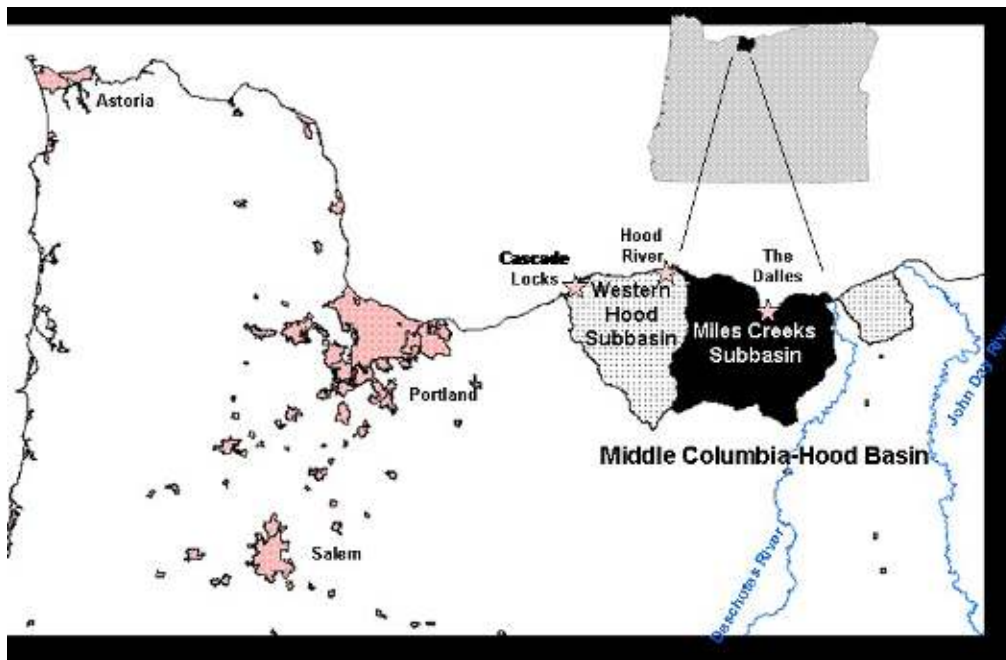 Astoria
Cascade
Locks
Hood
River
The
Dalles
Western
Hood
Subbasin
Miles Creeks
Subbasin
Portland
Middle Columbia-Hood Basin
Salem
Daschutas River
John Day River